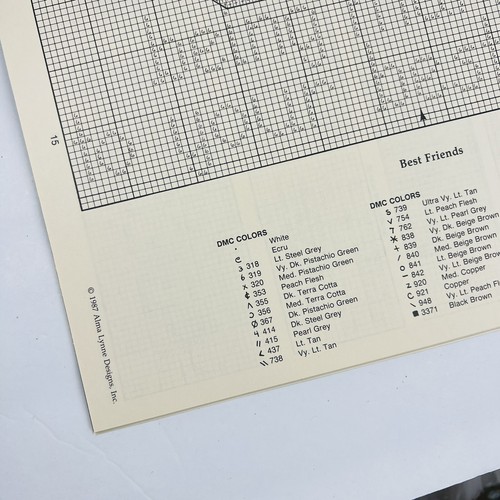 15
Best Friends
DMC COLORS
White
Ecru
318 Lt. Steel Grey
6 319 Vy. Dk. Pistachio Green
x 320 Med. Pistachio Green
353 Peach Flesh
355 Dk. Terra Cotta
356 Med. Terra Cotta
Ø 367 Dk. Pistachio Green
4 414 Dk. Steel Grey
\\ 415 Pearl Grey
< 437 Lt. Tan
\\ 738 Vy. Lt. Tan
DMC COLORS
739 Ultra Vy. Lt. Tan
√ 754 Lt. Peach Flesh
7 762 Vy. Lt. Pearl Grey
838 Vy. Dk. Beige Brown
+ 839 Dk. Beige Brown
/ 840 Med. Beige Brown
o 841 Lt. Beige Brown
– 842 Vy. Lt. Beige Brown
z 920 Med. Copper
C 921 Copper
\ 948 Vy. Lt. Peach
■ 3371 Black Brown
© 1987 Alma Lynne Designs, Inc.